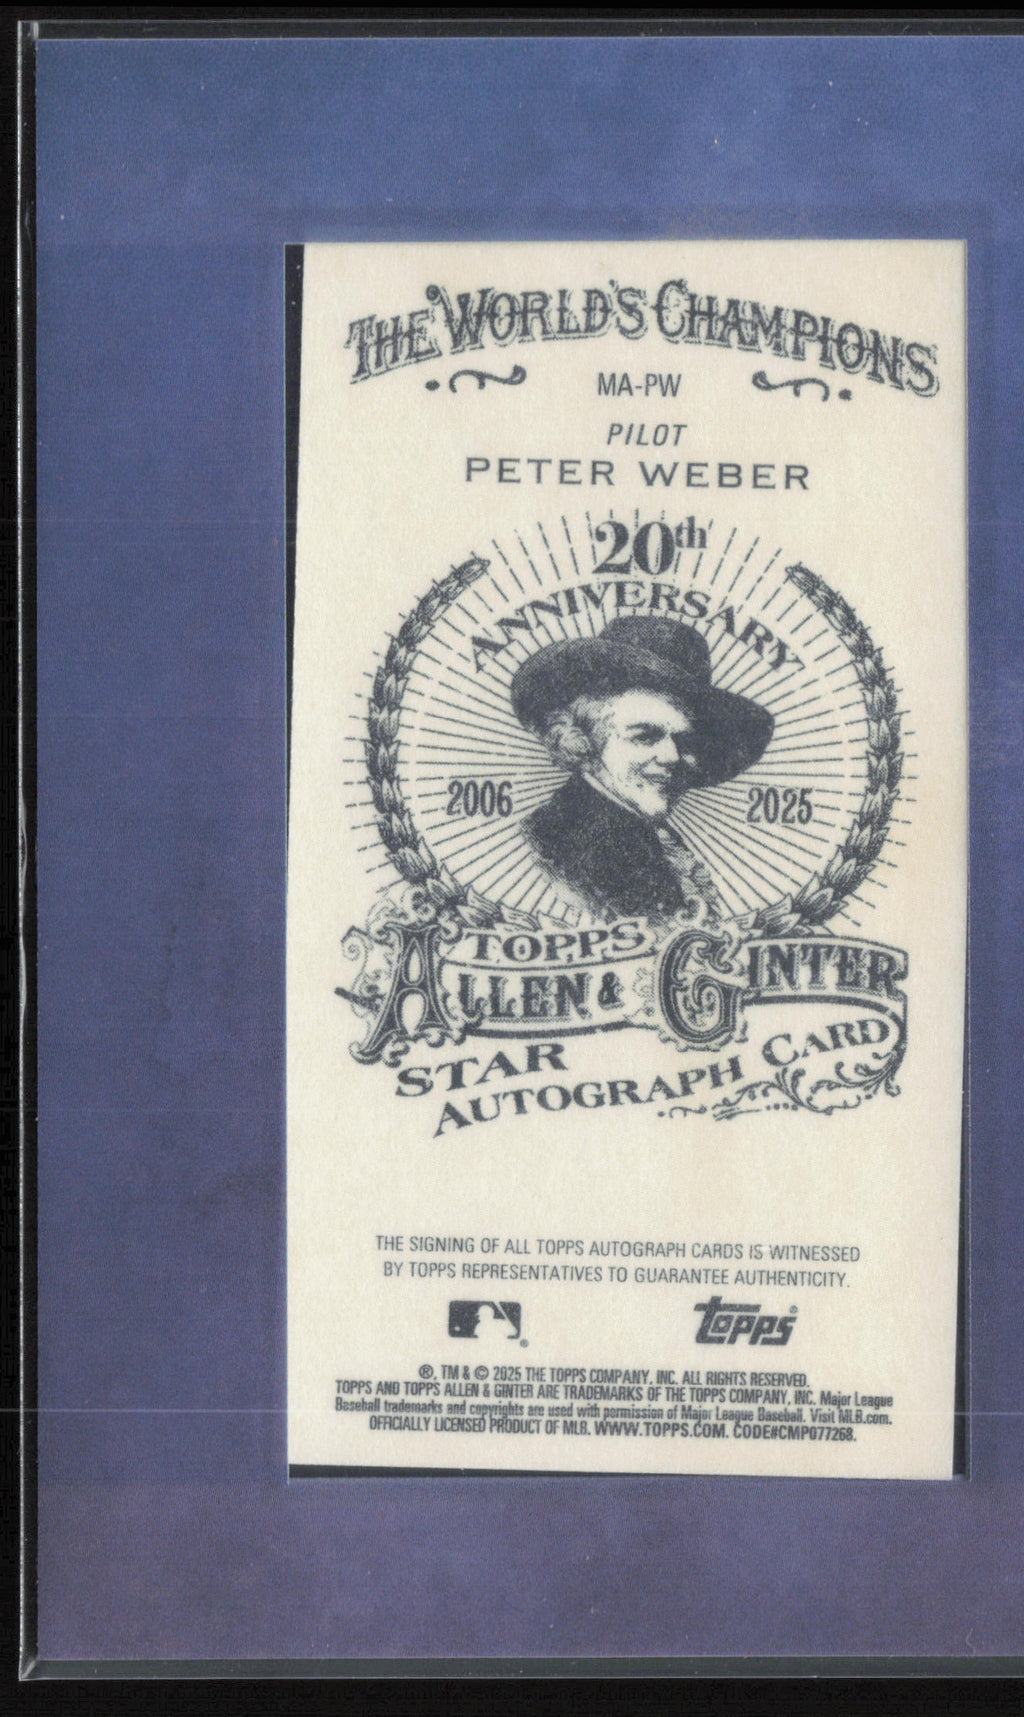 THE WORLD'S CHAMPIONS
MA-PW
PILOT
PETER WEBER
20th
ANNIVERSARY
2006 2025
TOPPS
ALLEN & GINTER
STAR
AUTOGRAPH CARD
THE SIGNING OF ALL TOPPS AUTOGRAPH CARDS IS WITNESSED
BY TOPPS REPRESENTATIVES TO GUARANTEE AUTHENTICITY.
topps®
®, TM & © 2025 THE TOPPS COMPANY, INC. ALL RIGHTS RESERVED.
TOPPS AND TOPPS ALLEN & GINTER ARE TRADEMARKS OF THE TOPPS COMPANY, INC. Major League
Baseball trademarks and copyrights are used with permission of Major League Baseball. Visit MLB.com.
OFFICIALLY LICENSED PRODUCT OF MLB. WWW.TOPPS.COM. CODE#CMP077268.